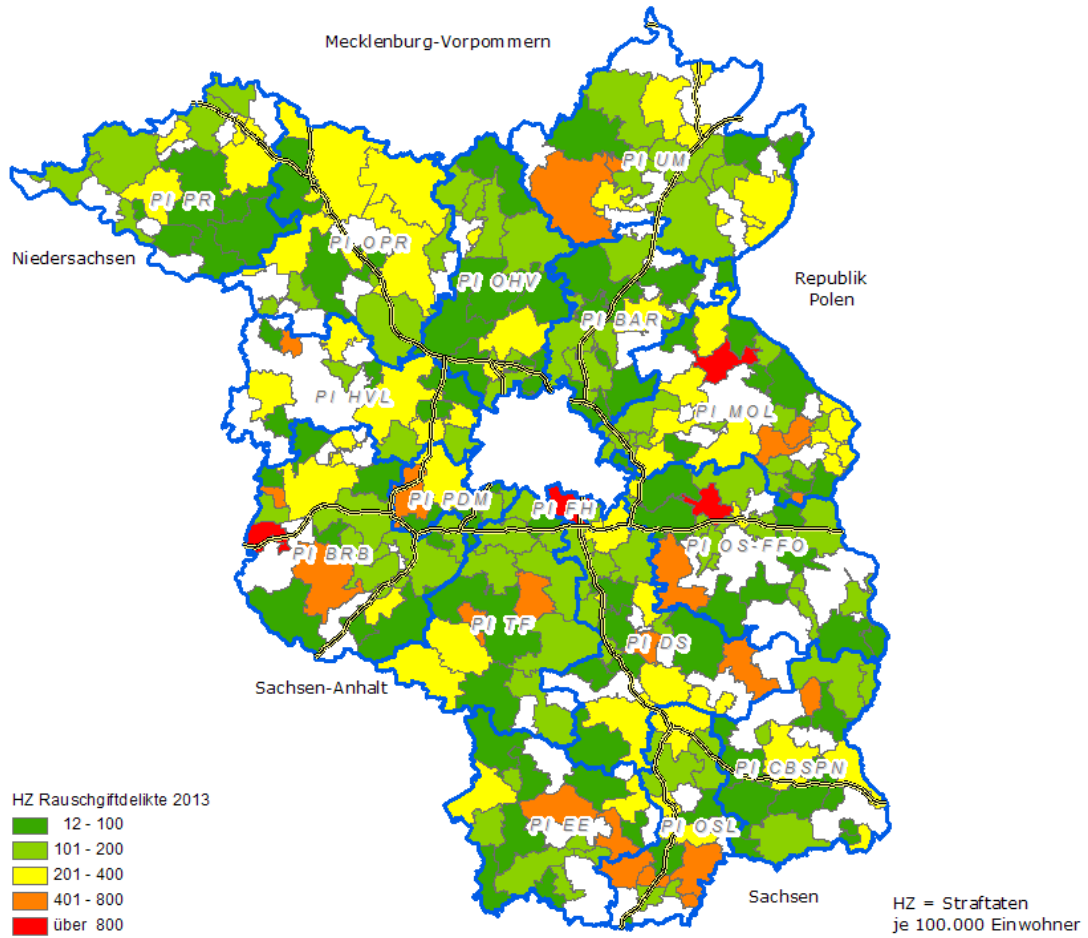 Mecklenburg-Vorpommern
PI UM
PI PR
PI OPR
Niedersachsen
PI OHV
Republik
Polen
PI BAR
PI HVL
PI MOL
PI PDM
PI FH
PI OS-FFO
PI BRB
PI TF
PI DS
Sachsen-Anhalt
PI CBSPN
PI EE
PI OSL
HZ Rauschgiftdelikte 2013
12 - 100
101 - 200
201 - 400
401 - 800
über 800
Sachsen
HZ = Straftaten
je 100.000 Einwohner